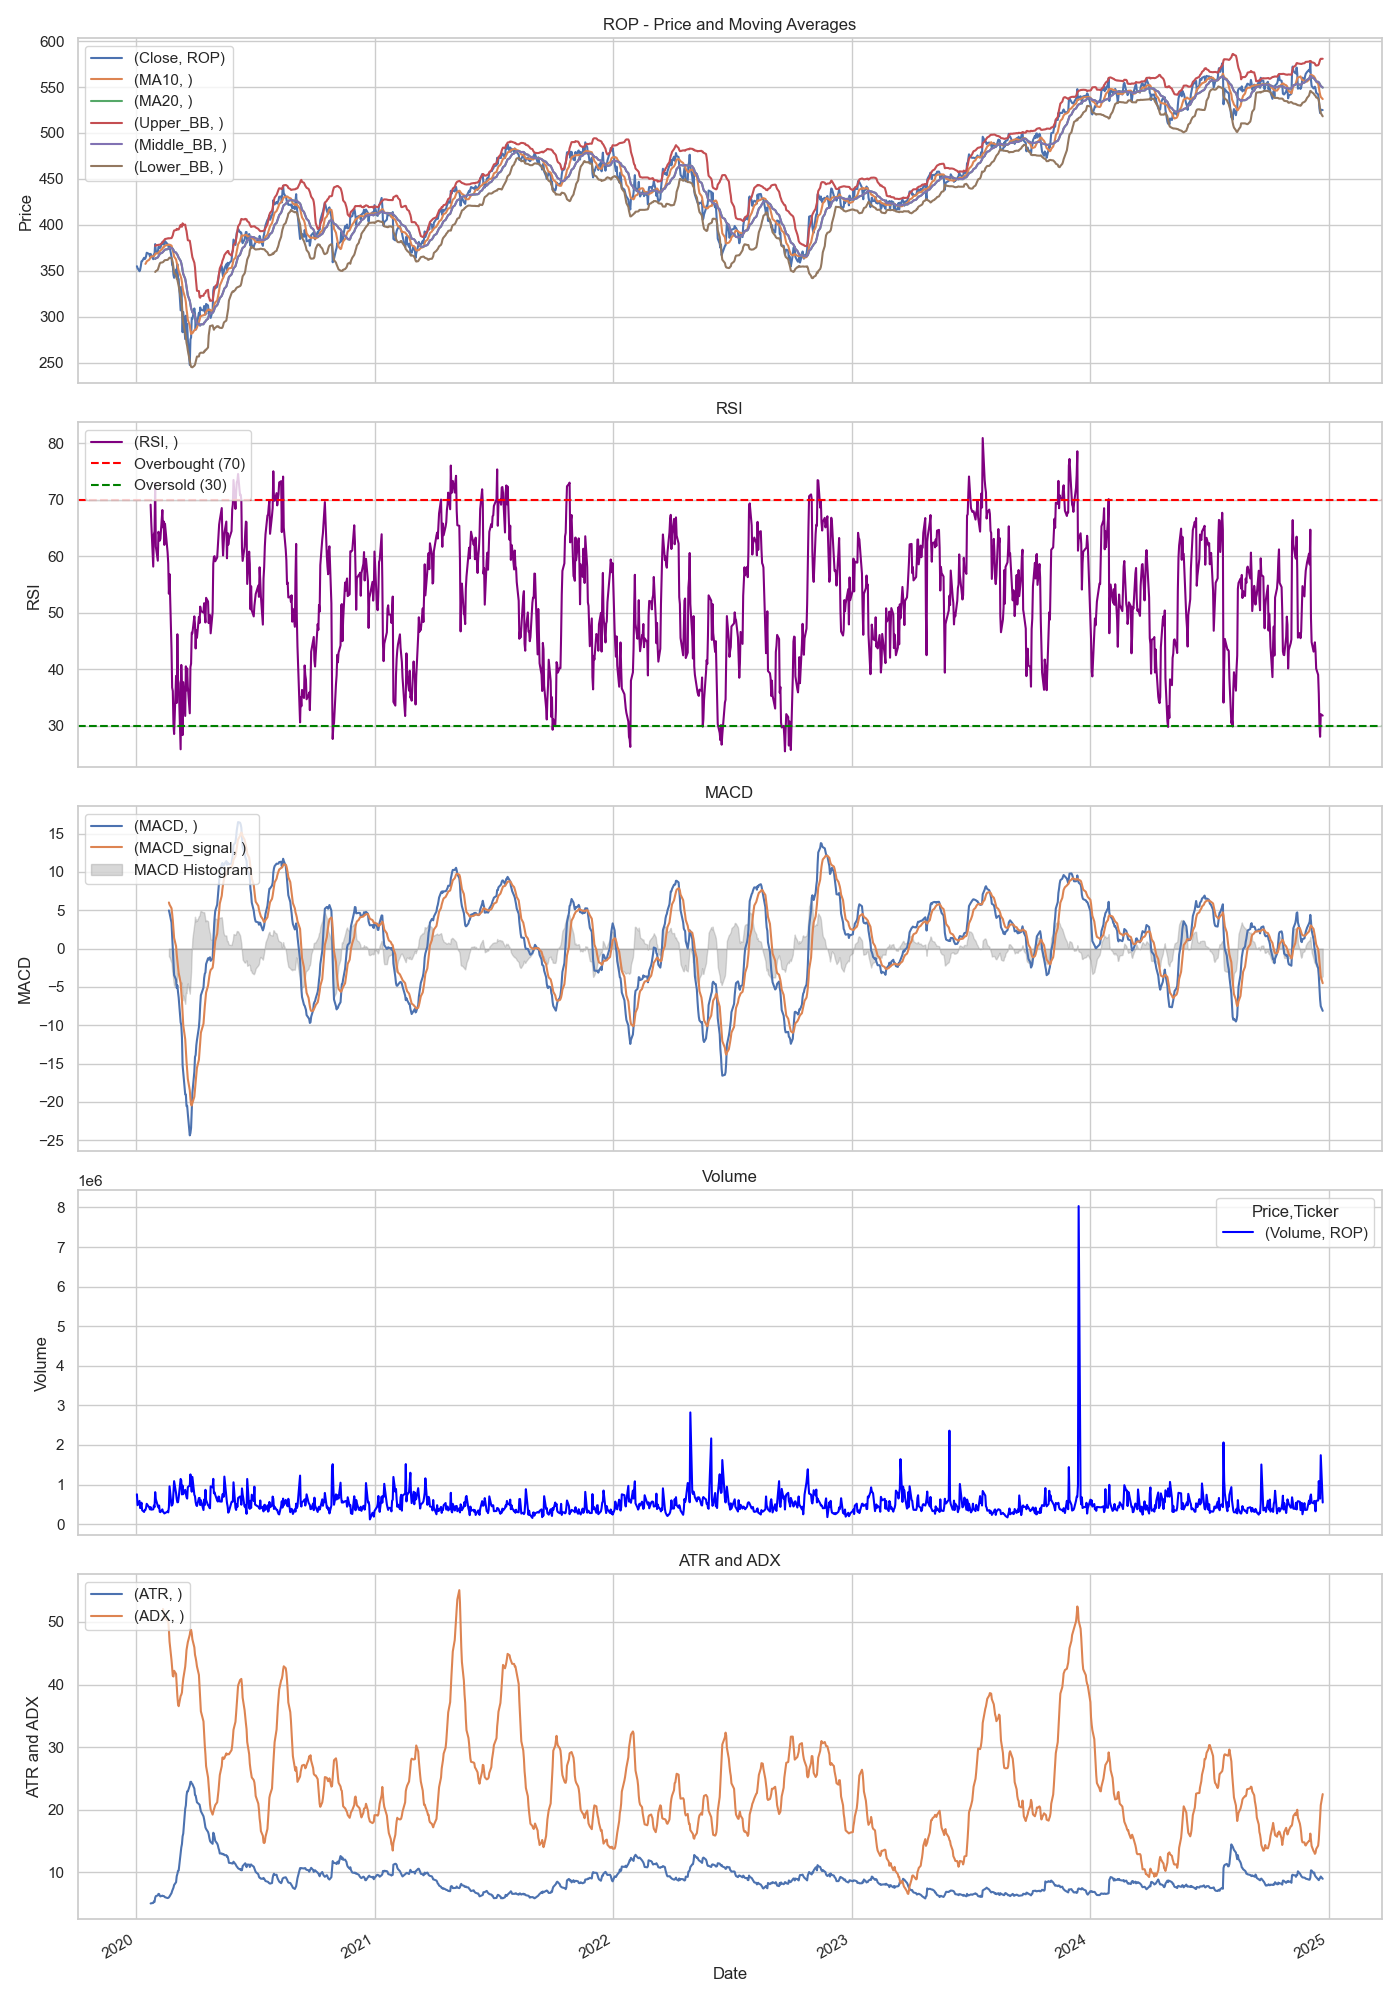 ROP - Price and Moving Averages
600
550
500
450
400
350
300
250
Price
(Close, ROP)
(MA10, )
(MA20, )
(Upper_BB, )
(Middle_BB, )
(Lower_BB, )
RSI
80
70
60
50
40
30
RSI
(RSI, )
Overbought (70)
Oversold (30)
MACD
15
10
5
0
−5
−10
−15
−20
−25
MACD
(MACD, )
(MACD_signal, )
MACD Histogram
Volume
1e6
8
7
6
5
4
3
2
1
0
Volume
Price,Ticker
(Volume, ROP)
ATR and ADX
50
40
30
20
10
ATR and ADX
(ATR, )
(ADX, )
2020
2021
2022
2023
2024
2025
Date